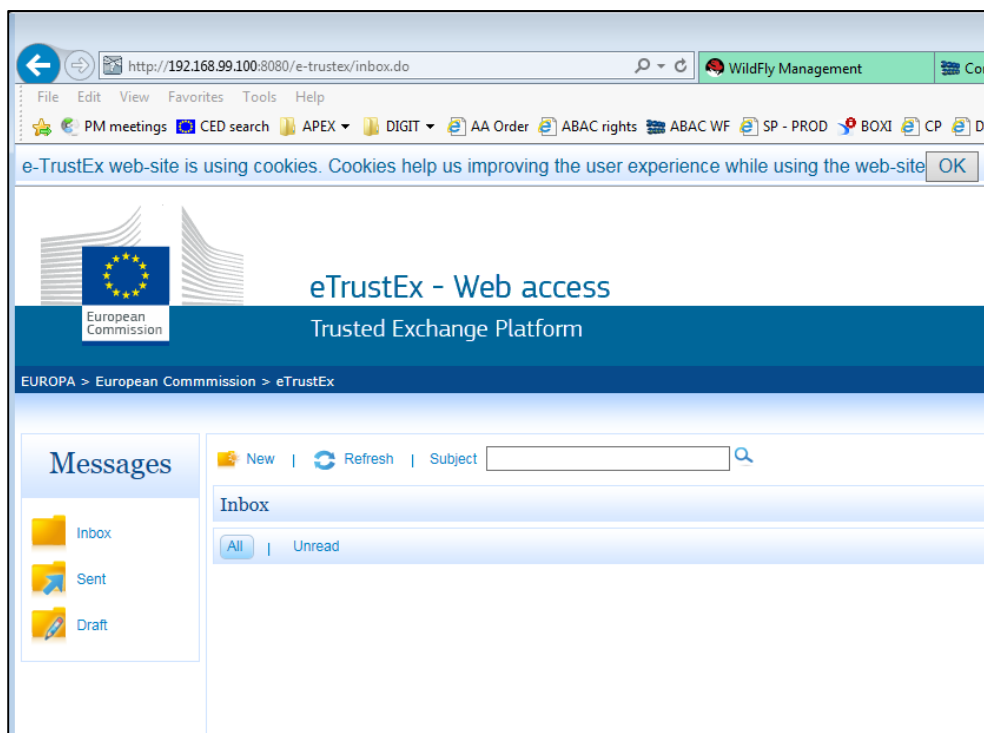 http://192.168.99.100:8080/e-trustex/inbox.do WildFly Management Co
File Edit View Favorites Tools Help
PM meetings CED search APEX DIGIT AA Order ABAC rights ABAC WF SP - PROD BOXI CP D
e-TrustEx web-site is using cookies. Cookies help us improving the user experience while using the web-site OK
eTrustEx - Web access
European
Commission
Trusted Exchange Platform
EUROPA > European Commmission > eTrustEx
Messages
New | Refresh | Subject
Inbox
All | Unread
Inbox
Sent
Draft